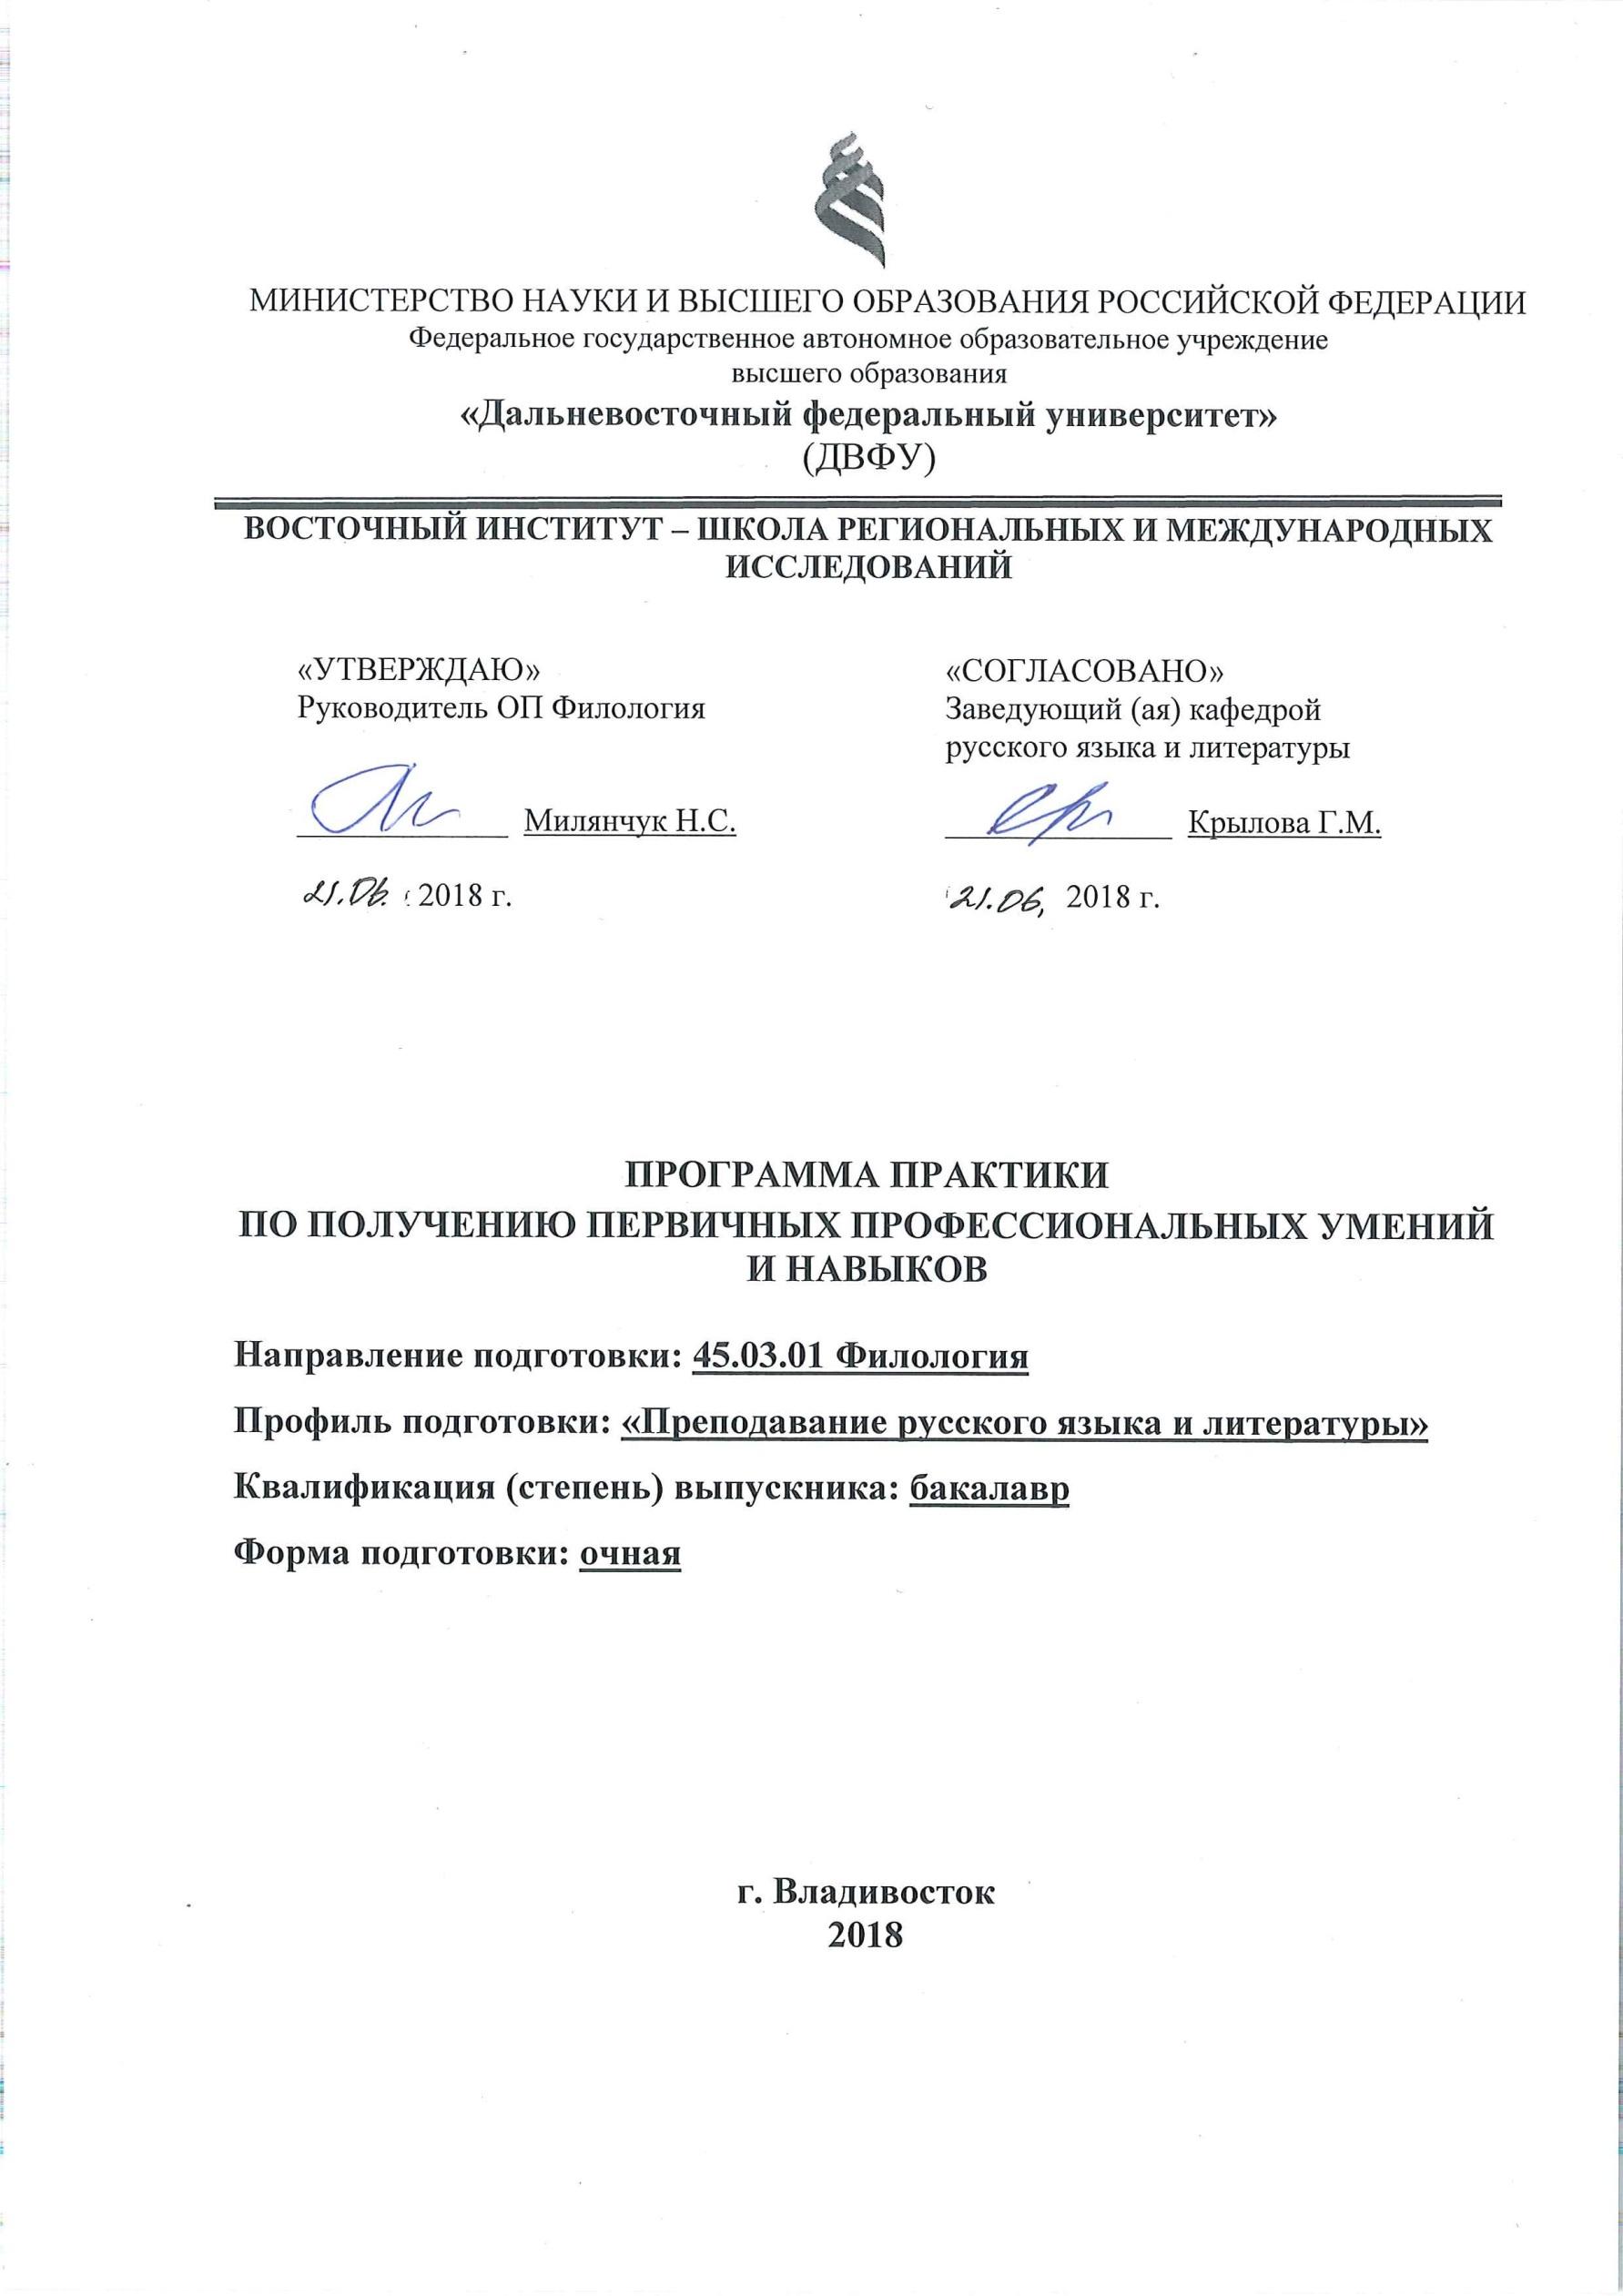 МИНИСТЕРСТВО НАУКИ И ВЫСШЕГО ОБРАЗОВАНИЯ РОССИЙСКОЙ ФЕДЕРАЦИИ
Федеральное государственное автономное образовательное учреждение
высшего образования
«Дальневосточный федеральный университет»
(ДВФУ)
ВОСТОЧНЫЙ ИНСТИТУТ – ШКОЛА РЕГИОНАЛЬНЫХ И МЕЖДУНАРОДНЫХ
ИССЛЕДОВАНИЙ
«УТВЕРЖДАЮ»
Руководитель ОП Филология
Милянчук Н.С.
21.06. 2018 г.
«СОГЛАСОВАНО»
Заведующий (ая) кафедрой
русского языка и литературы
Крылова Г.М.
21.06, 2018 г.
ПРОГРАММА ПРАКТИКИ
ПО ПОЛУЧЕНИЮ ПЕРВИЧНЫХ ПРОФЕССИОНАЛЬНЫХ УМЕНИЙ
И НАВЫКОВ
Направление подготовки: 45.03.01 Филология
Профиль подготовки: «Преподавание русского языка и литературы»
Квалификация (степень) выпускника: бакалавр
Форма подготовки: очная
г. Владивосток
2018